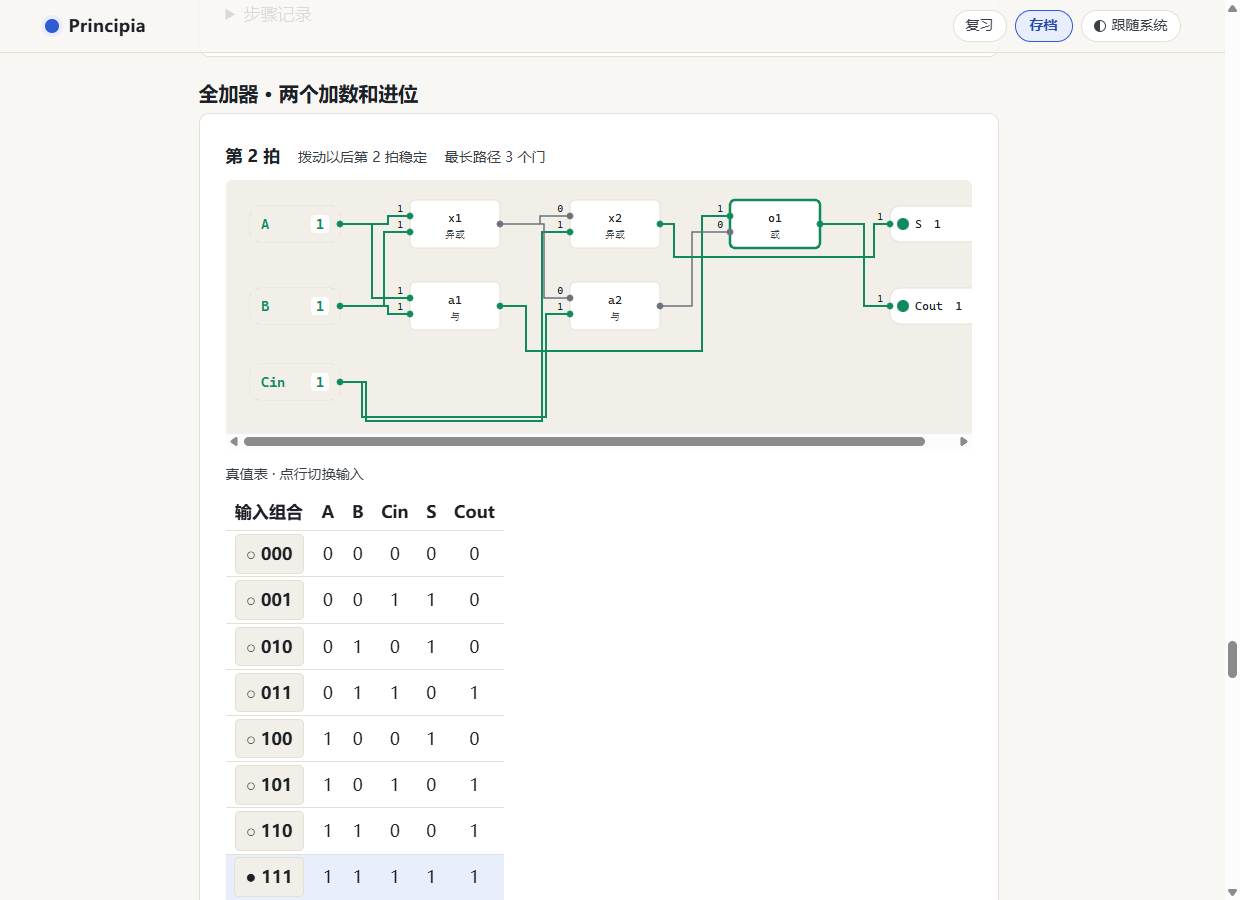 步骤记录
Principia
复习
存档
跟随系统
全加器 · 两个加数和进位
第 2 拍 拨动以后第 2 拍稳定 最长路径 3 个门
A 1
1
1
x1
异或
0
1
x2
异或
1
0
o1
或
1
S 1
B 1
1
1
a1
与
0
1
a2
与
1
Cout 1
Cin 1
真值表 · 点行切换输入
输入组合 A B Cin S Cout
○ 000 0 0 0 0 0
○ 001 0 0 1 1 0
○ 010 0 1 0 1 0
○ 011 0 1 1 0 1
○ 100 1 0 0 1 0
○ 101 1 0 1 0 1
○ 110 1 1 0 0 1
● 111 1 1 1 1 1